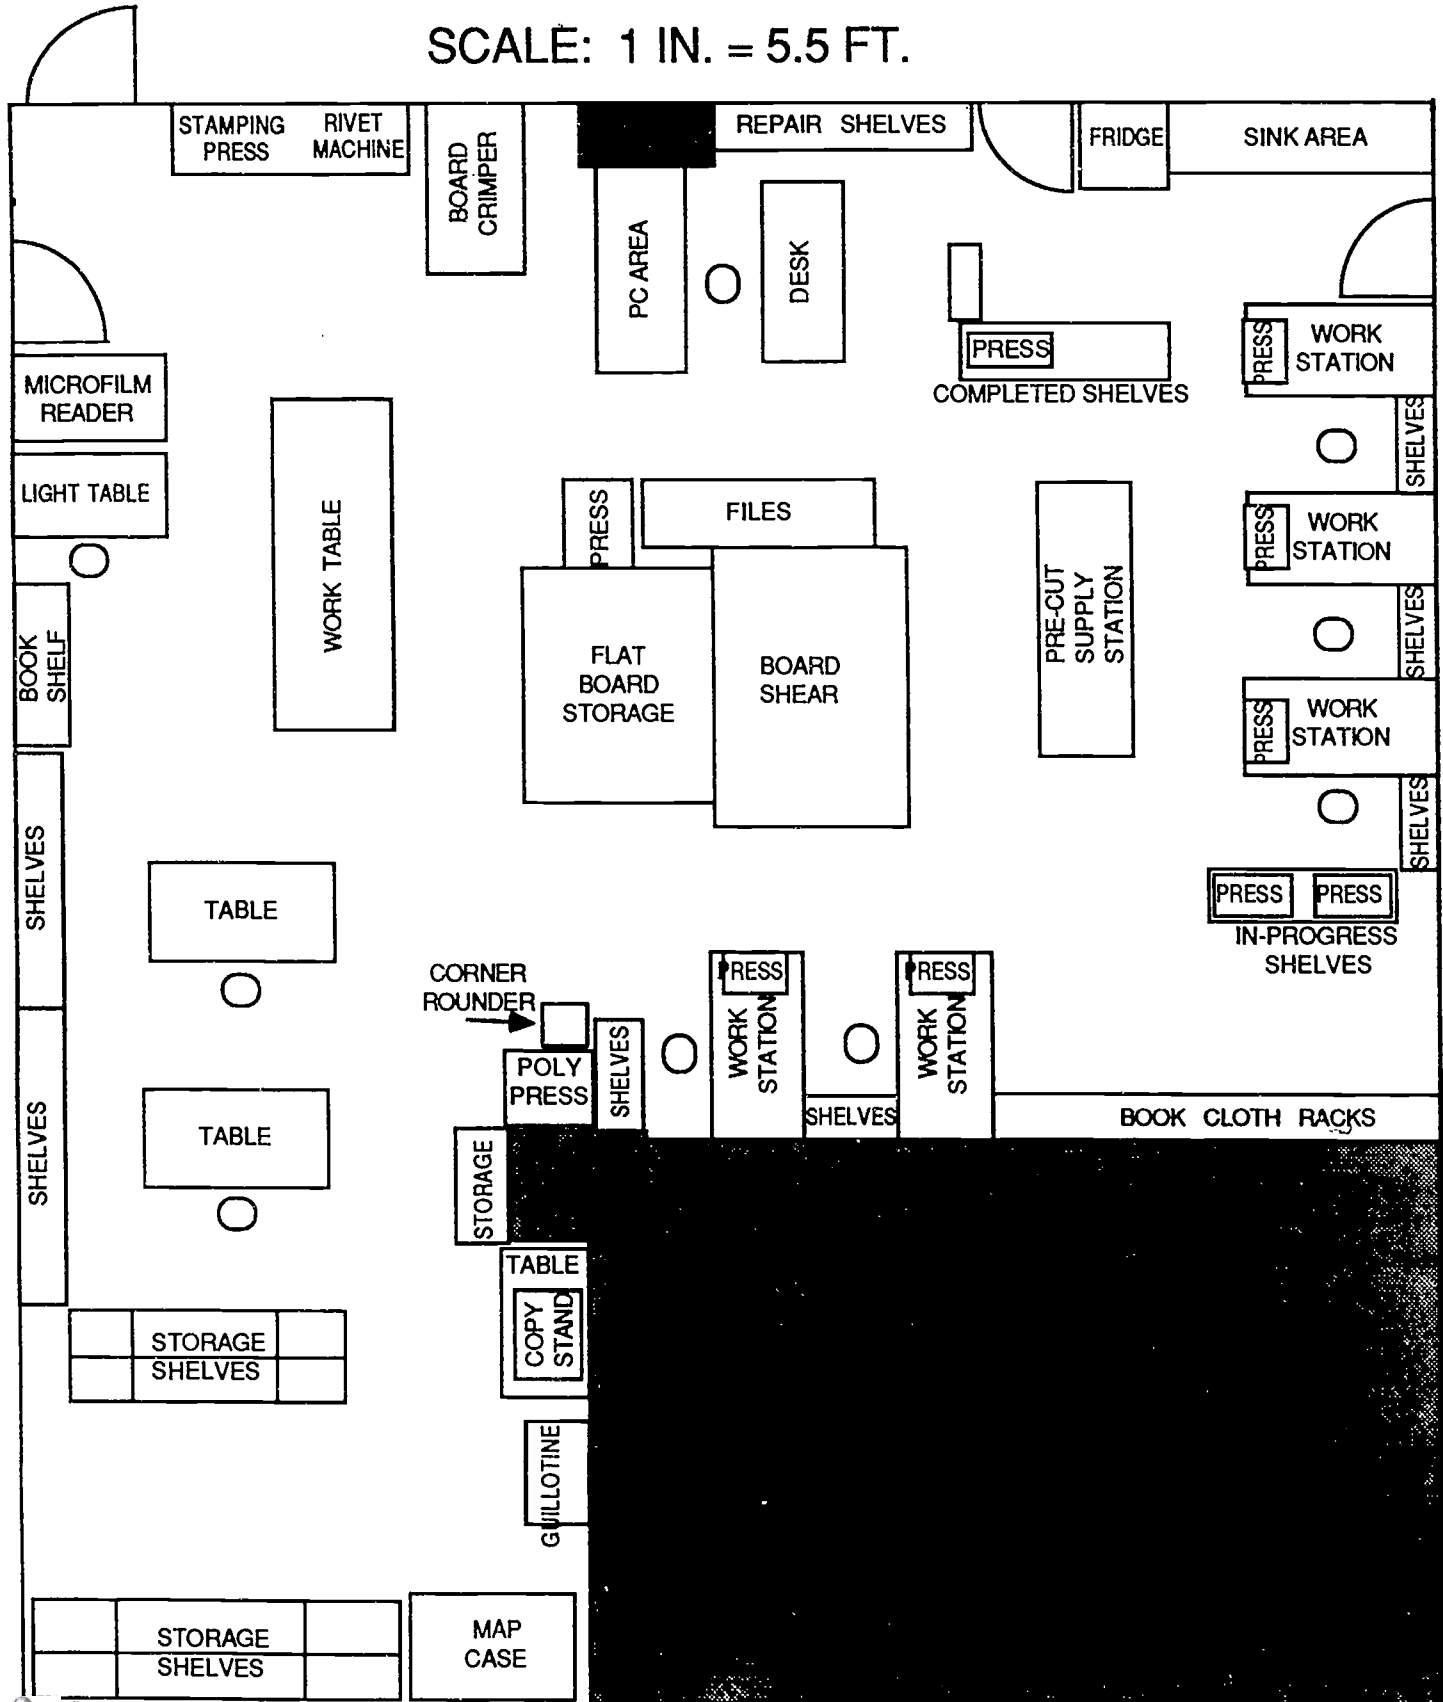 SCALE: 1 IN. = 5.5 FT.
STAMPING
PRESS
RIVET
MACHINE
BOARD
CRIMPER
REPAIR SHELVES
FRIDGE
SINK AREA
PC AREA
DESK
PRESS
COMPLETED SHELVES
PRESS
WORK
STATION
SHELVES
MICROFILM
READER
LIGHT TABLE
WORK TABLE
PRESS
FILES
PRE-CUT
SUPPLY
STATION
PRESS
WORK
STATION
SHELVES
BOOK
SHELF
FLAT
BOARD
STORAGE
BOARD
SHEAR
PRESS
WORK
STATION
SHELVES
SHELVES
TABLE
PRESS
PRESS
IN-PROGRESS
SHELVES
CORNER
ROUNDER
PRESS
WORK
STATION
PRESS
WORK
STATION
POLY
PRESS
SHELVES
SHELVES
BOOK CLOTH RACKS
SHELVES
TABLE
STORAGE
TABLE
COPY
STAND
STORAGE
SHELVES
GUILLOTINE
STORAGE
SHELVES
MAP
CASE